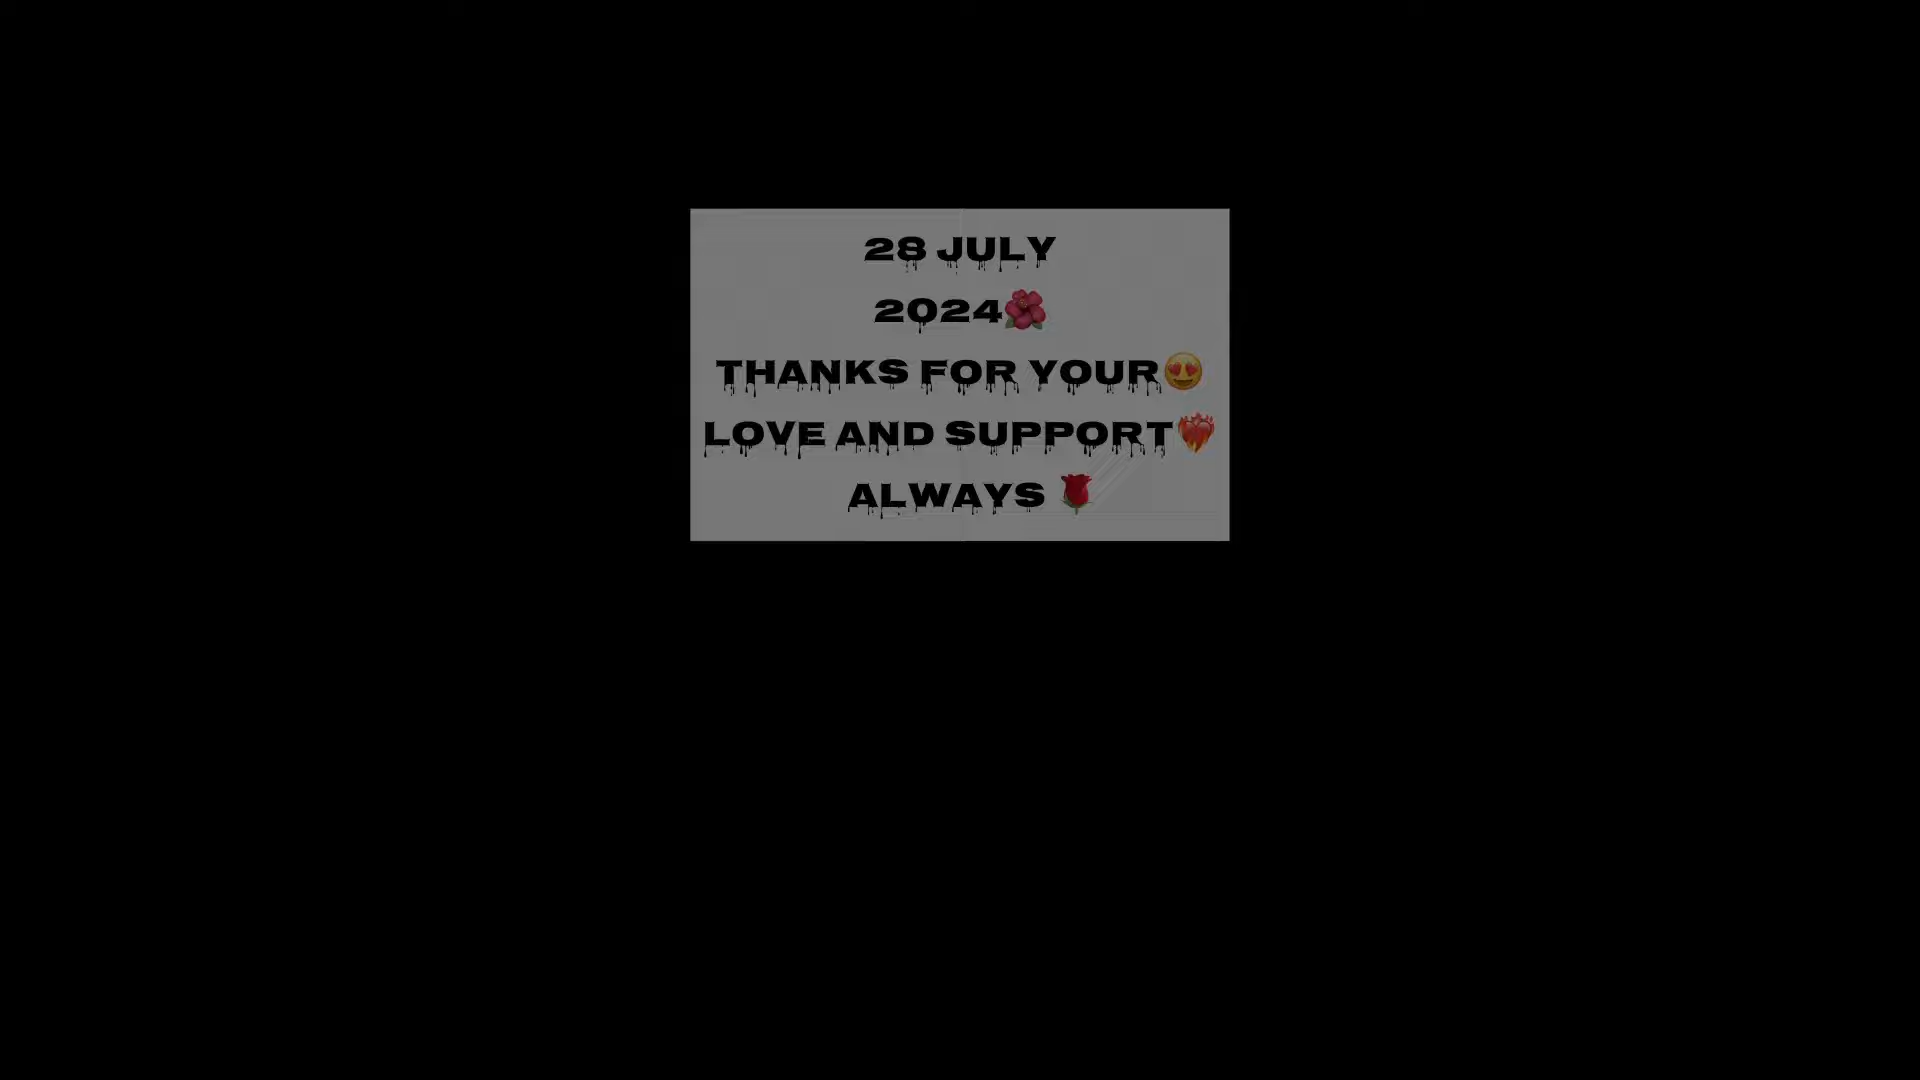 28 JULY
2024🌺
THANKS FOR YOUR😍
LOVE AND SUPPORT❤️‍🔥
ALWAYS 🌹